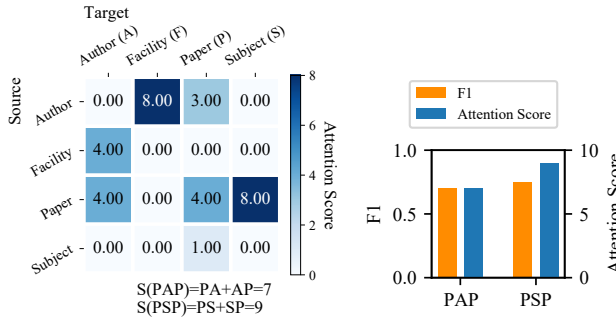 Target
Author (A)
Facility (F)
Paper (P)
Subject (S)
Source
Author
0.00 8.00 3.00 0.00
Facility
4.00 0.00 0.00 0.00
Paper
4.00 0.00 4.00 8.00
Subject
0.00 0.00 1.00 0.00
8
6
4
2
0
Attention Score
S(PAP)=PA+AP=7
S(PSP)=PS+SP=9
F1
Attention Score
1.0
0.5
0.0
F1
10
5
0
Attention Score
PAP PSP